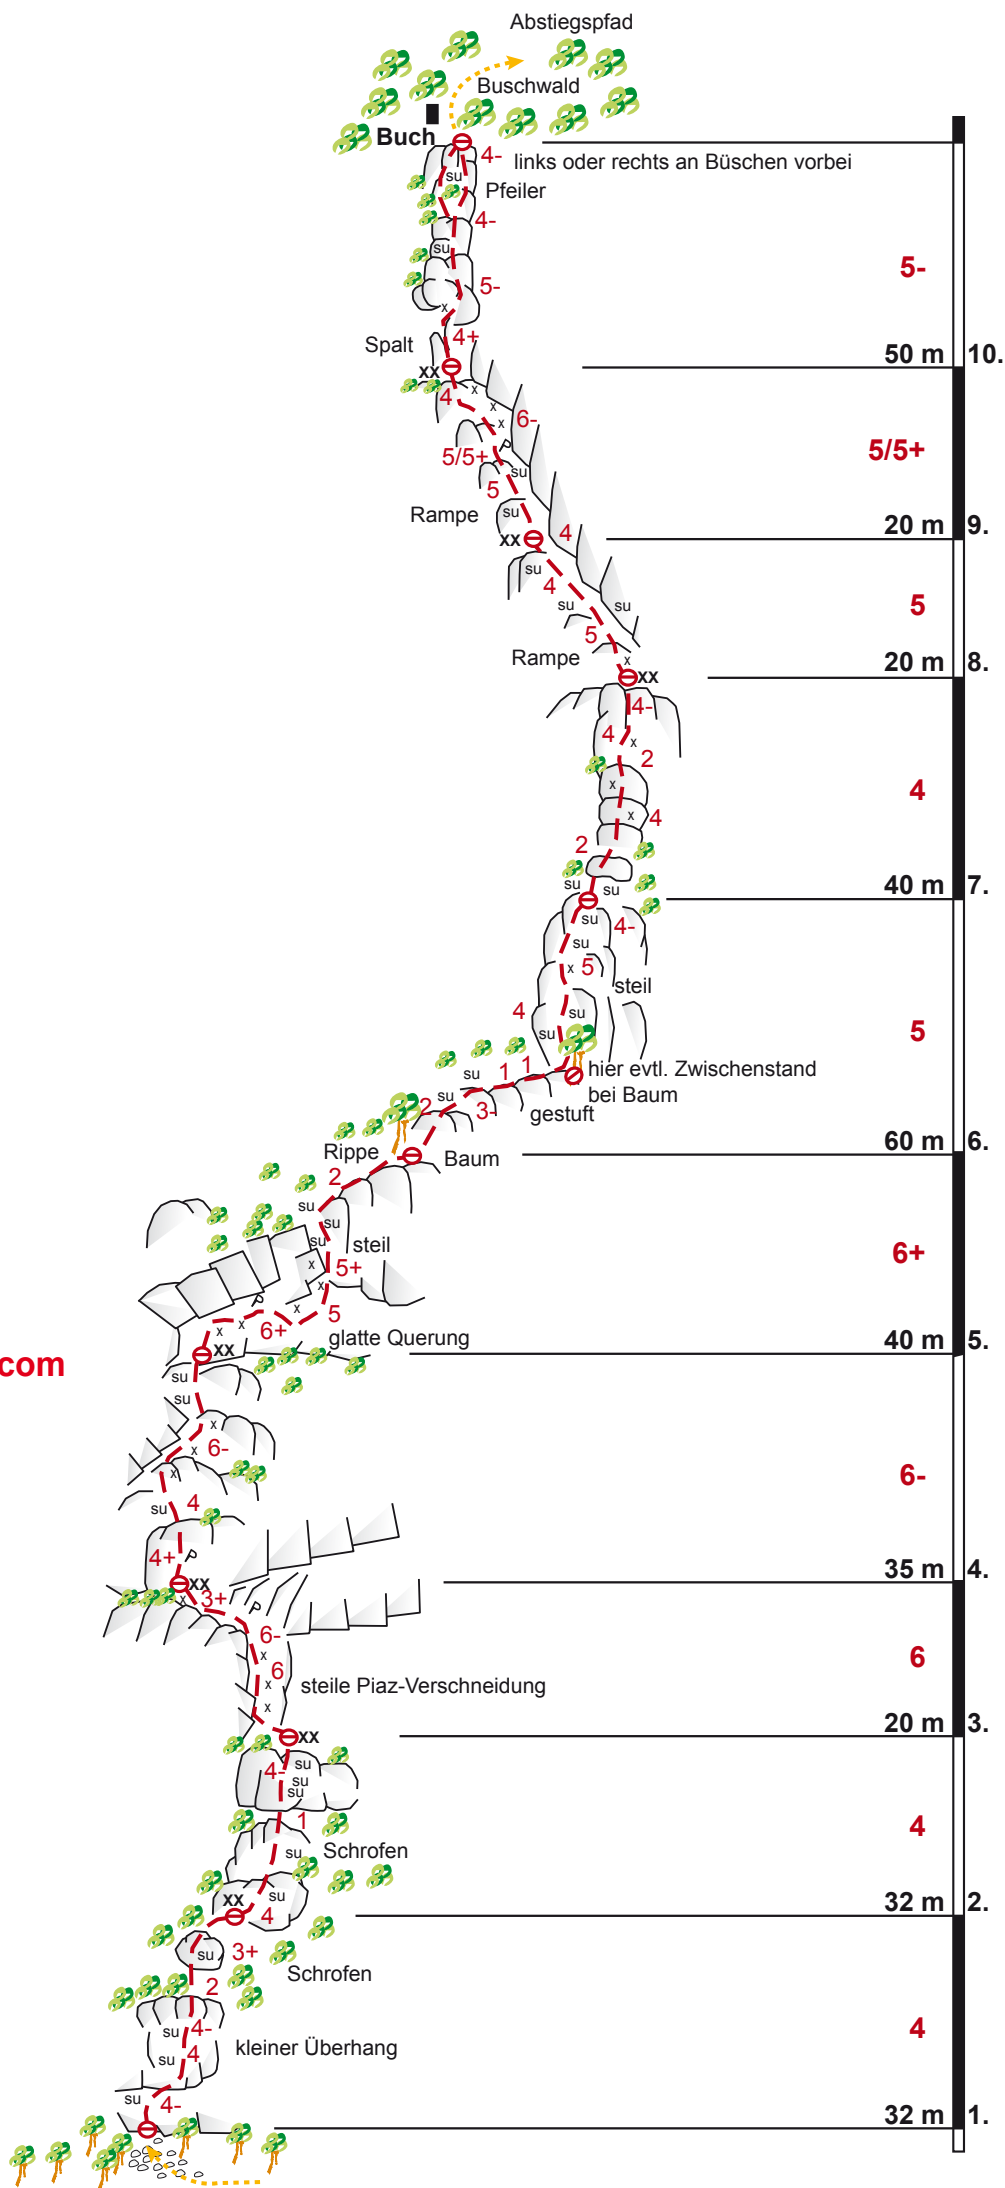 Abstiegspfad
Buschwald
Buch
4- links oder rechts an Büschen vorbei
su
Pfeiler
4-
su
5-
5-
x
4+
Spalt
50 m 10.
xx
x
4
x
6-
x
5/5+
5/5+
P
su
5
Rampe
su
20 m 9.
4
xx
su
4
5
su
su
5
Rampe
x
20 m 8.
xx
4-
4
x
2
x
4
x
4
2
su
su
40 m 7.
su
4-
su
x
5
steil
4
su
5
su
hier evtl. Zwischenstand
bei Baum
su
1
1
su
2
3-
gestuft
60 m 6.
Rippe
Baum
2
su
su
su
steil
6+
x
5+
x
P
x
5
x
x
6+
glatte Querung
40 m 5.
xx
com
su
su
x
x
6-
x
6-
su
4
4+
P
35 m 4.
xx
x
3+
P
6-
x
6
6
x
steile Piaz-Verschneidung
x
20 m 3.
xx
su
4-
su
su
1
4
su
Schrofen
su
xx
32 m 2.
4
su
3+
Schrofen
2
su
4-
4
su
4
kleiner Überhang
su
4-
32 m 1.